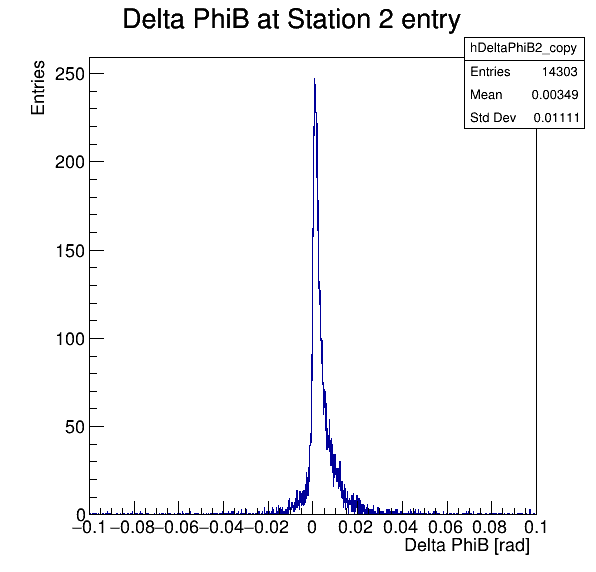 Delta PhiB at Station 2 entry
hDeltaPhiB2_copy
Entries 14303
Mean 0.00349
Std Dev 0.01111
Entries
250
200
150
100
50
0
−0.1 −0.08 −0.06 −0.04 −0.02 0 0.02 0.04 0.06 0.08 0.1
Delta PhiB [rad]